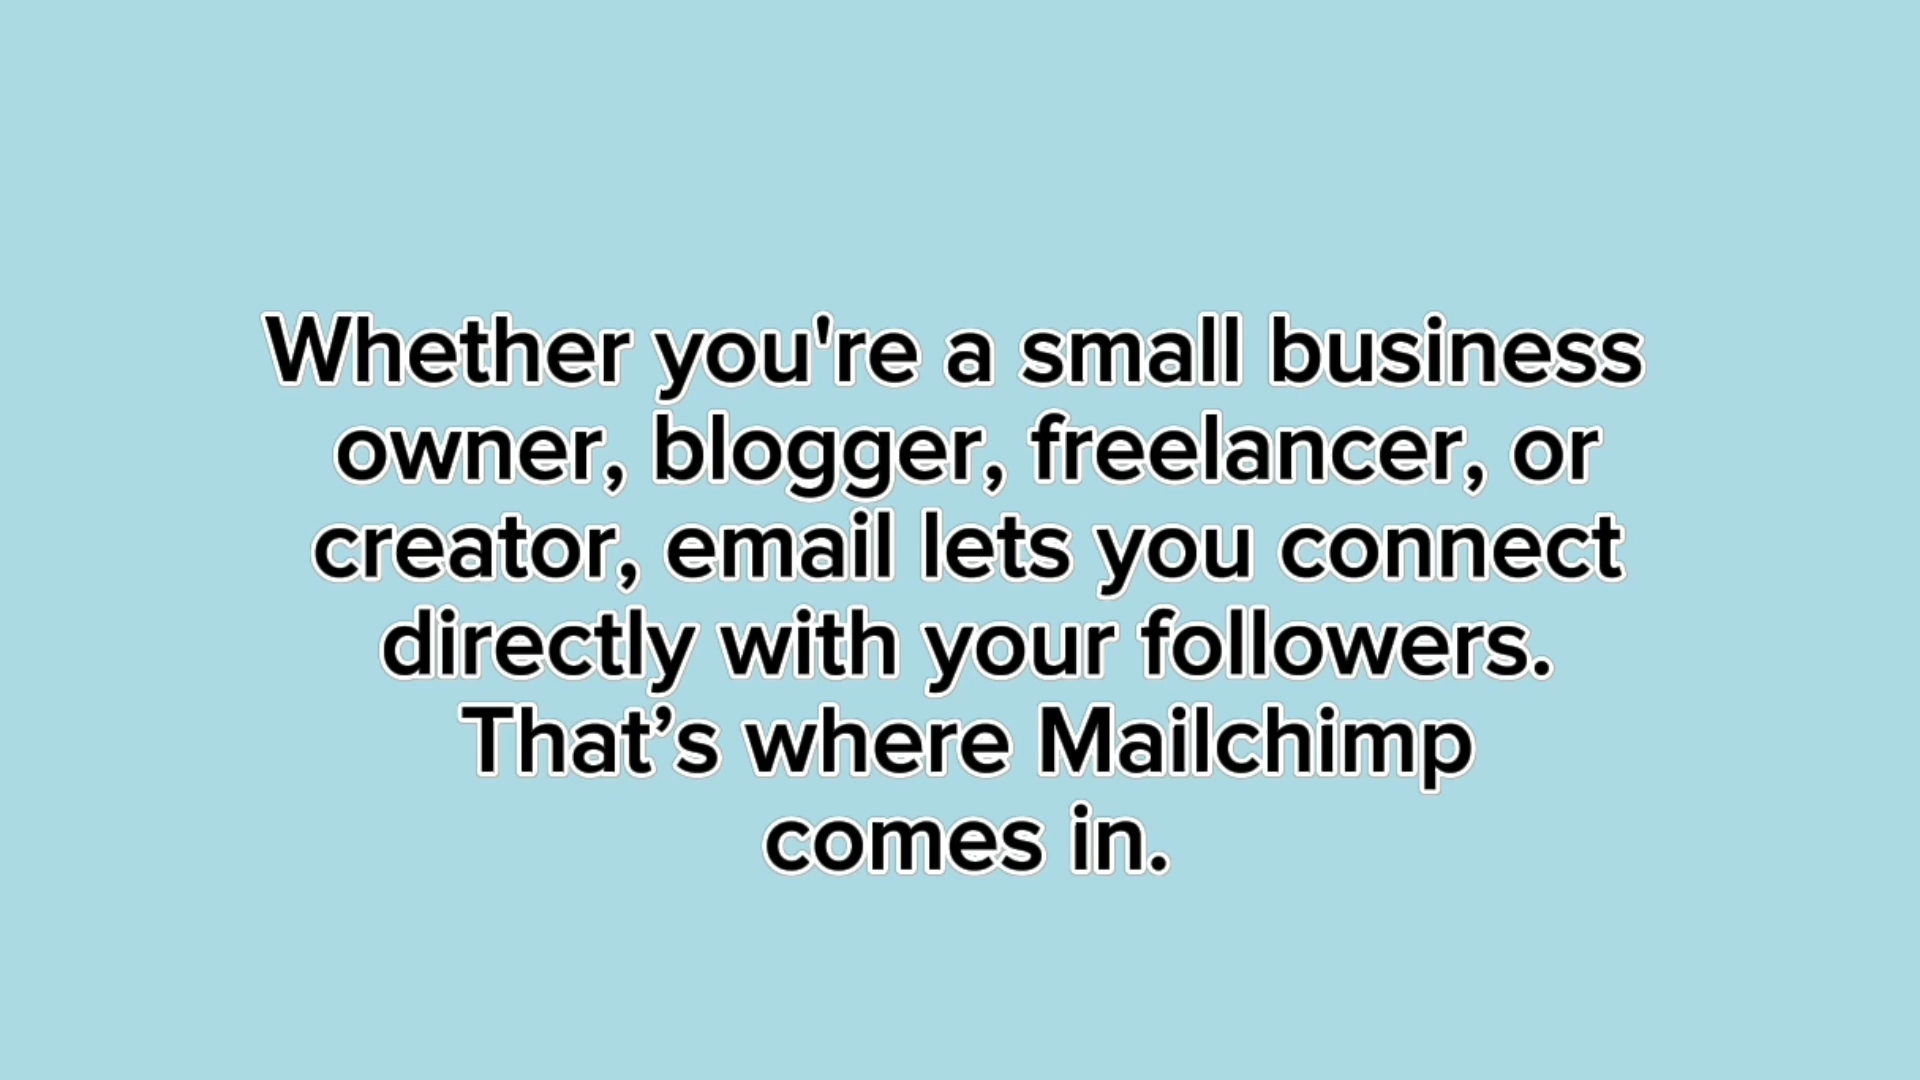 Whether you're a small business
owner, blogger, freelancer, or
creator, email lets you connect
directly with your followers.
That’s where Mailchimp
comes in.